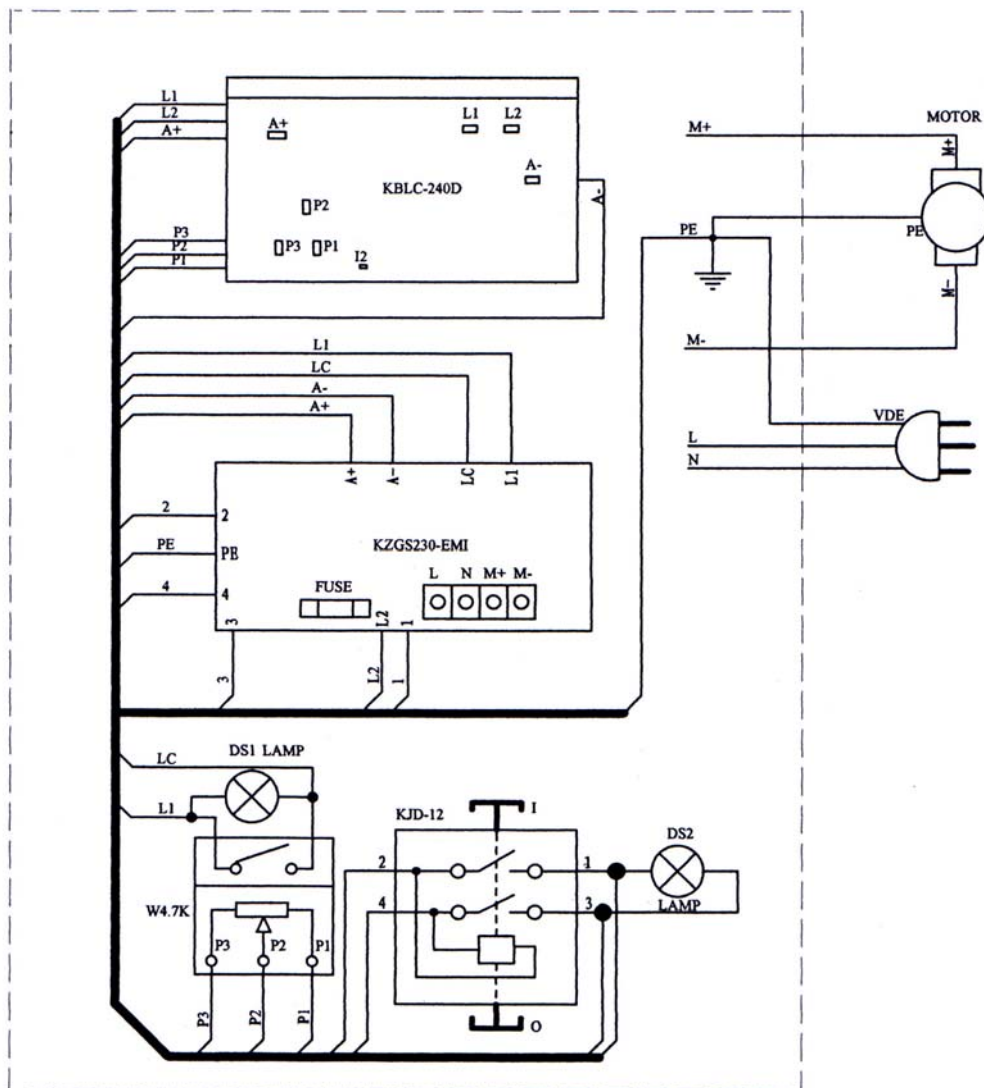 L1
L2
A+
A+
L1
L2
A-
KBLC-240D
P2
P3
P1
I2
P3
P2
P1
A-
M+
MOTOR
M+
PE
PE
M-
M-
L1
LC
A-
A+
VDE
L
N
A+
A-
LC
L1
2
2
PE
PE
4
4
KZGS230-EMI
FUSE
L N M+ M-
3
L2
1
3
L2
1
LC
DS1 LAMP
L1
W4.7K
P3
P2
P1
P3
P2
P1
KJD-12
I
2
1
4
3
O
DS2
LAMP